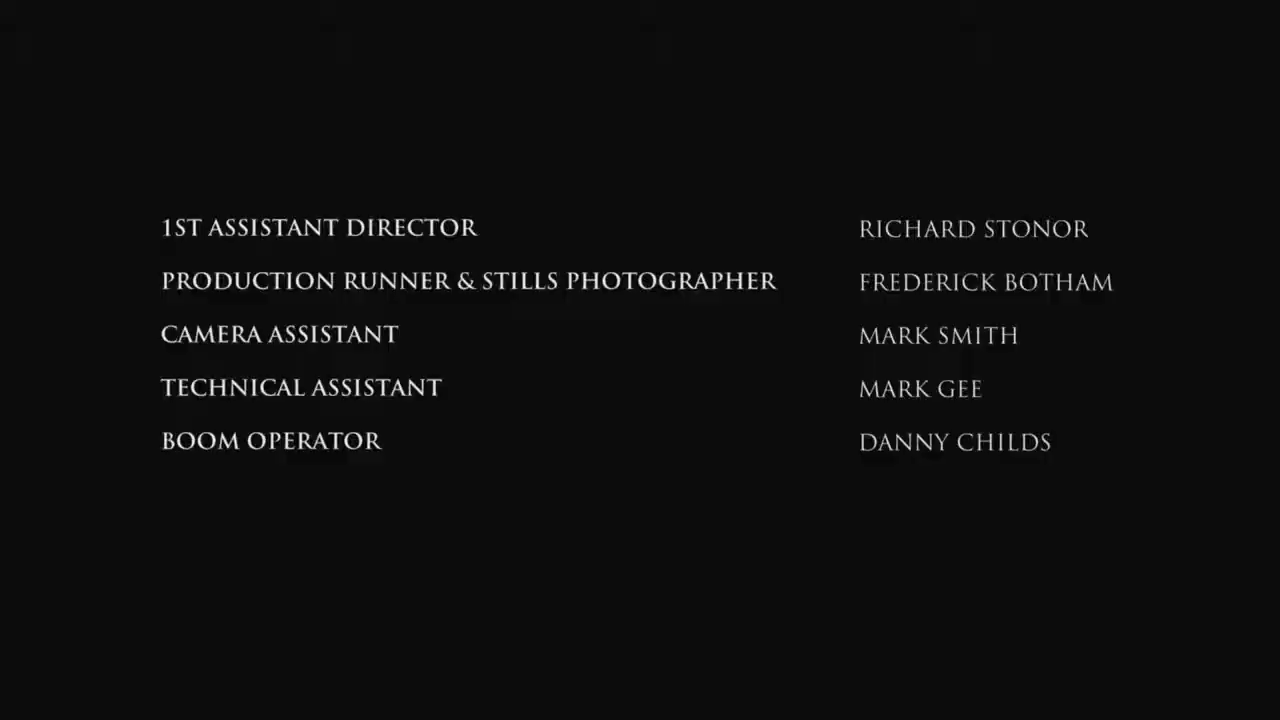 1ST ASSISTANT DIRECTOR RICHARD STONOR
PRODUCTION RUNNER & STILLS PHOTOGRAPHER FREDERICK BOTHAM
CAMERA ASSISTANT MARK SMITH
TECHNICAL ASSISTANT MARK GEE
BOOM OPERATOR DANNY CHILDS